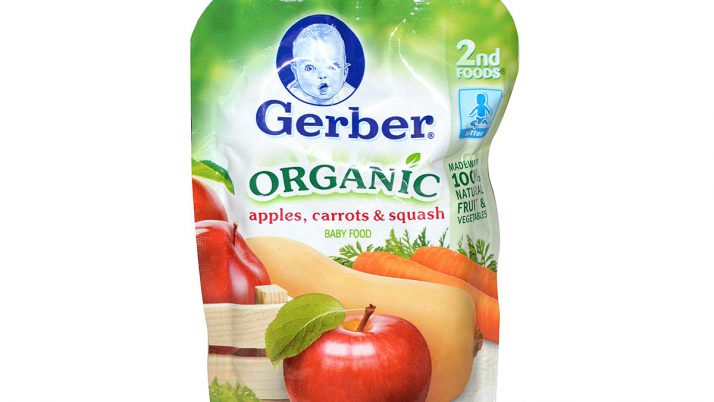 2nd
FOODS®
Gerber®
sitter
ORGANIC
apples, carrots & squash
BABY FOOD
MADE WITH
100%
NATURAL
FRUIT &
VEGETABLES